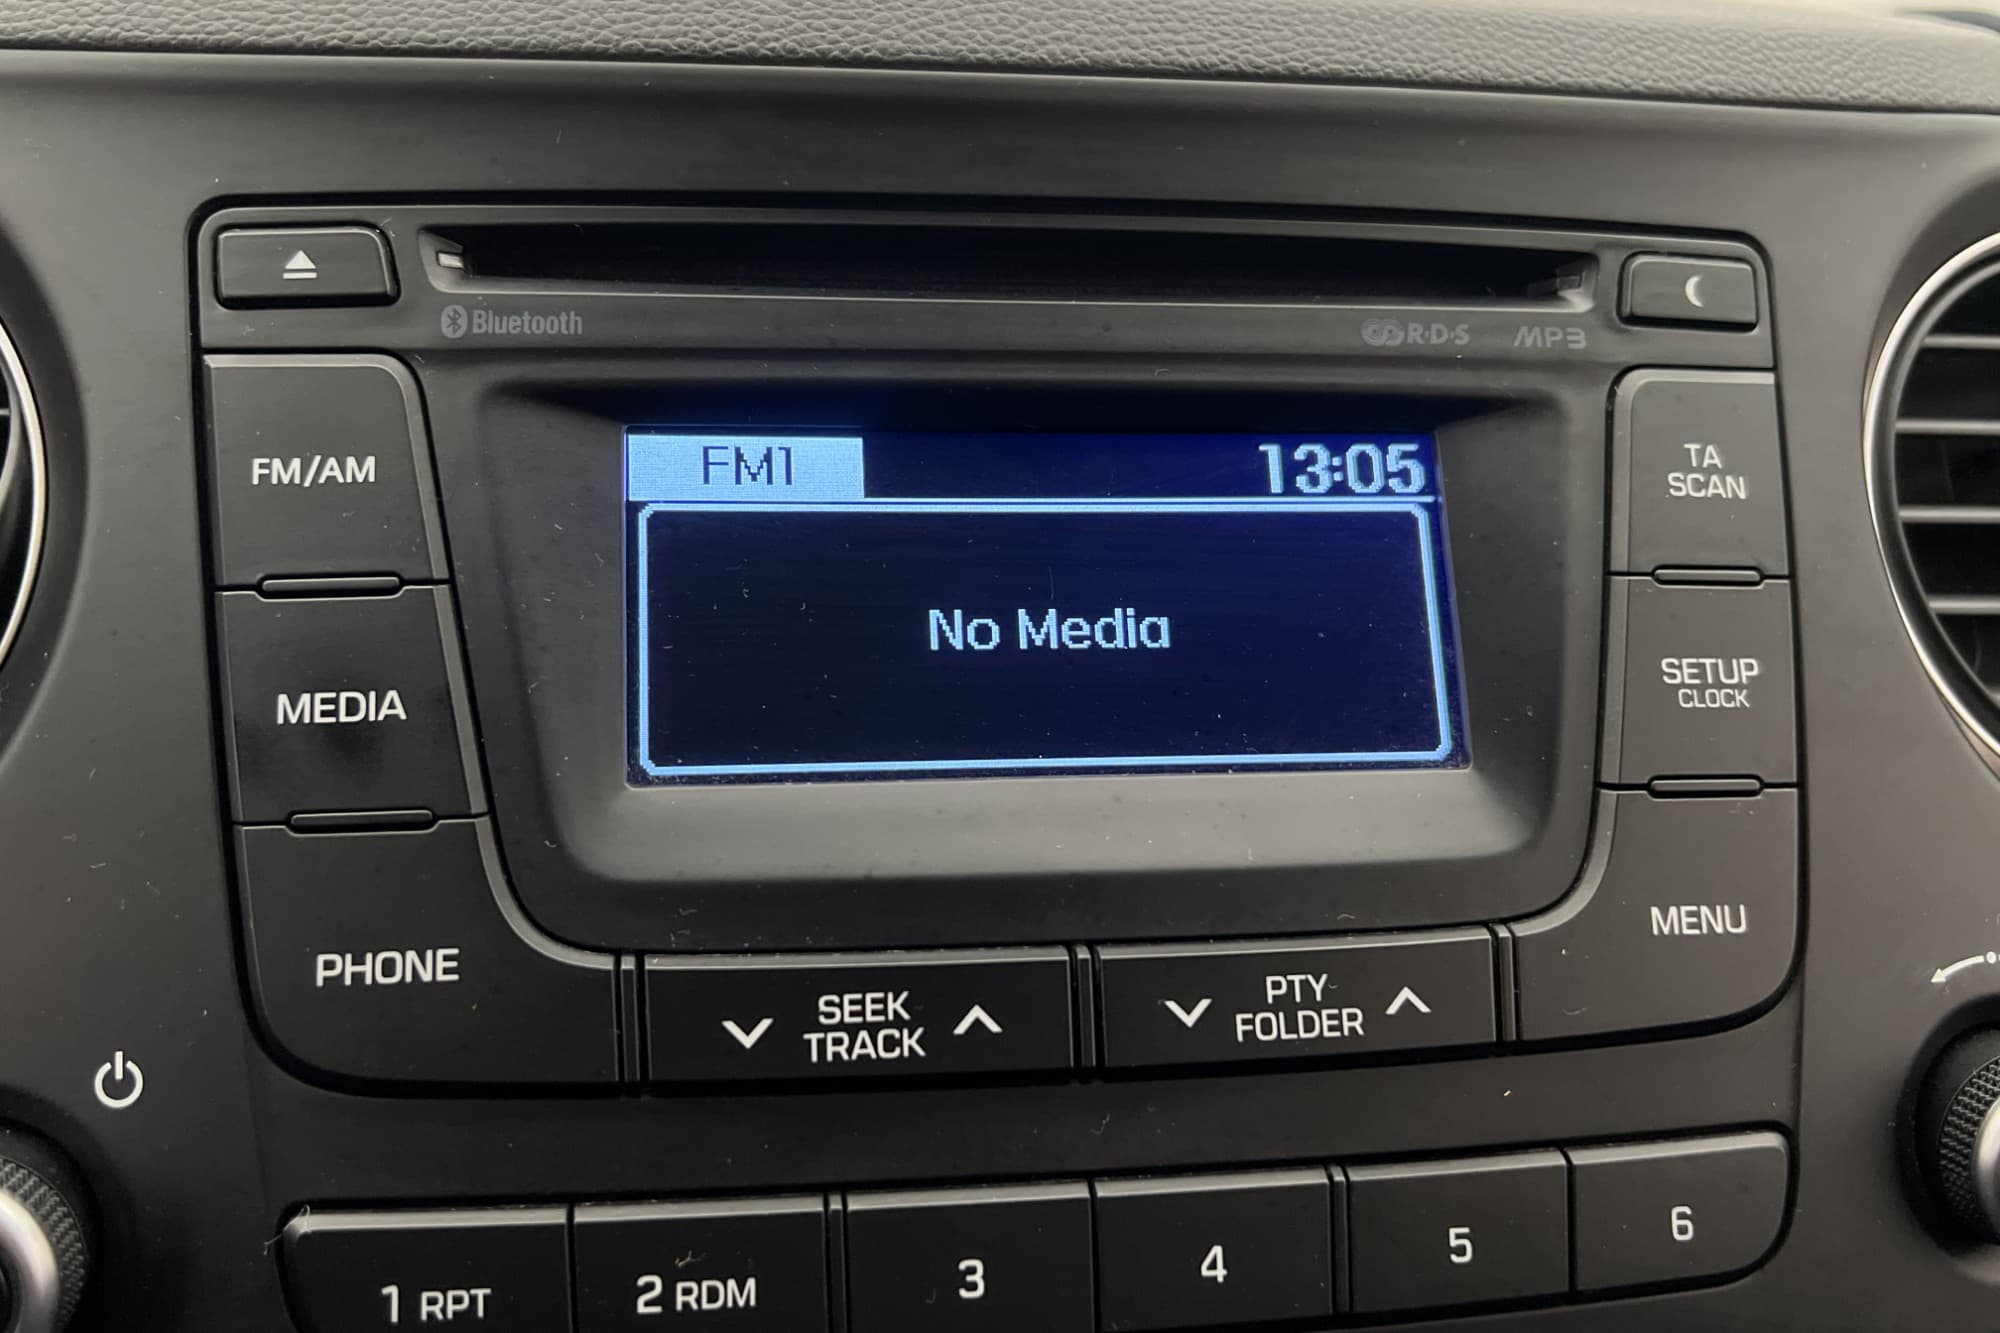 Bluetooth
R·D·S MP3
FM/AM
FM1 13:05
TA
SCAN
No Media
MEDIA
SETUP
CLOCK
PHONE
MENU
SEEK
TRACK
PTY
FOLDER
1 RPT
2 RDM
3
4
5
6